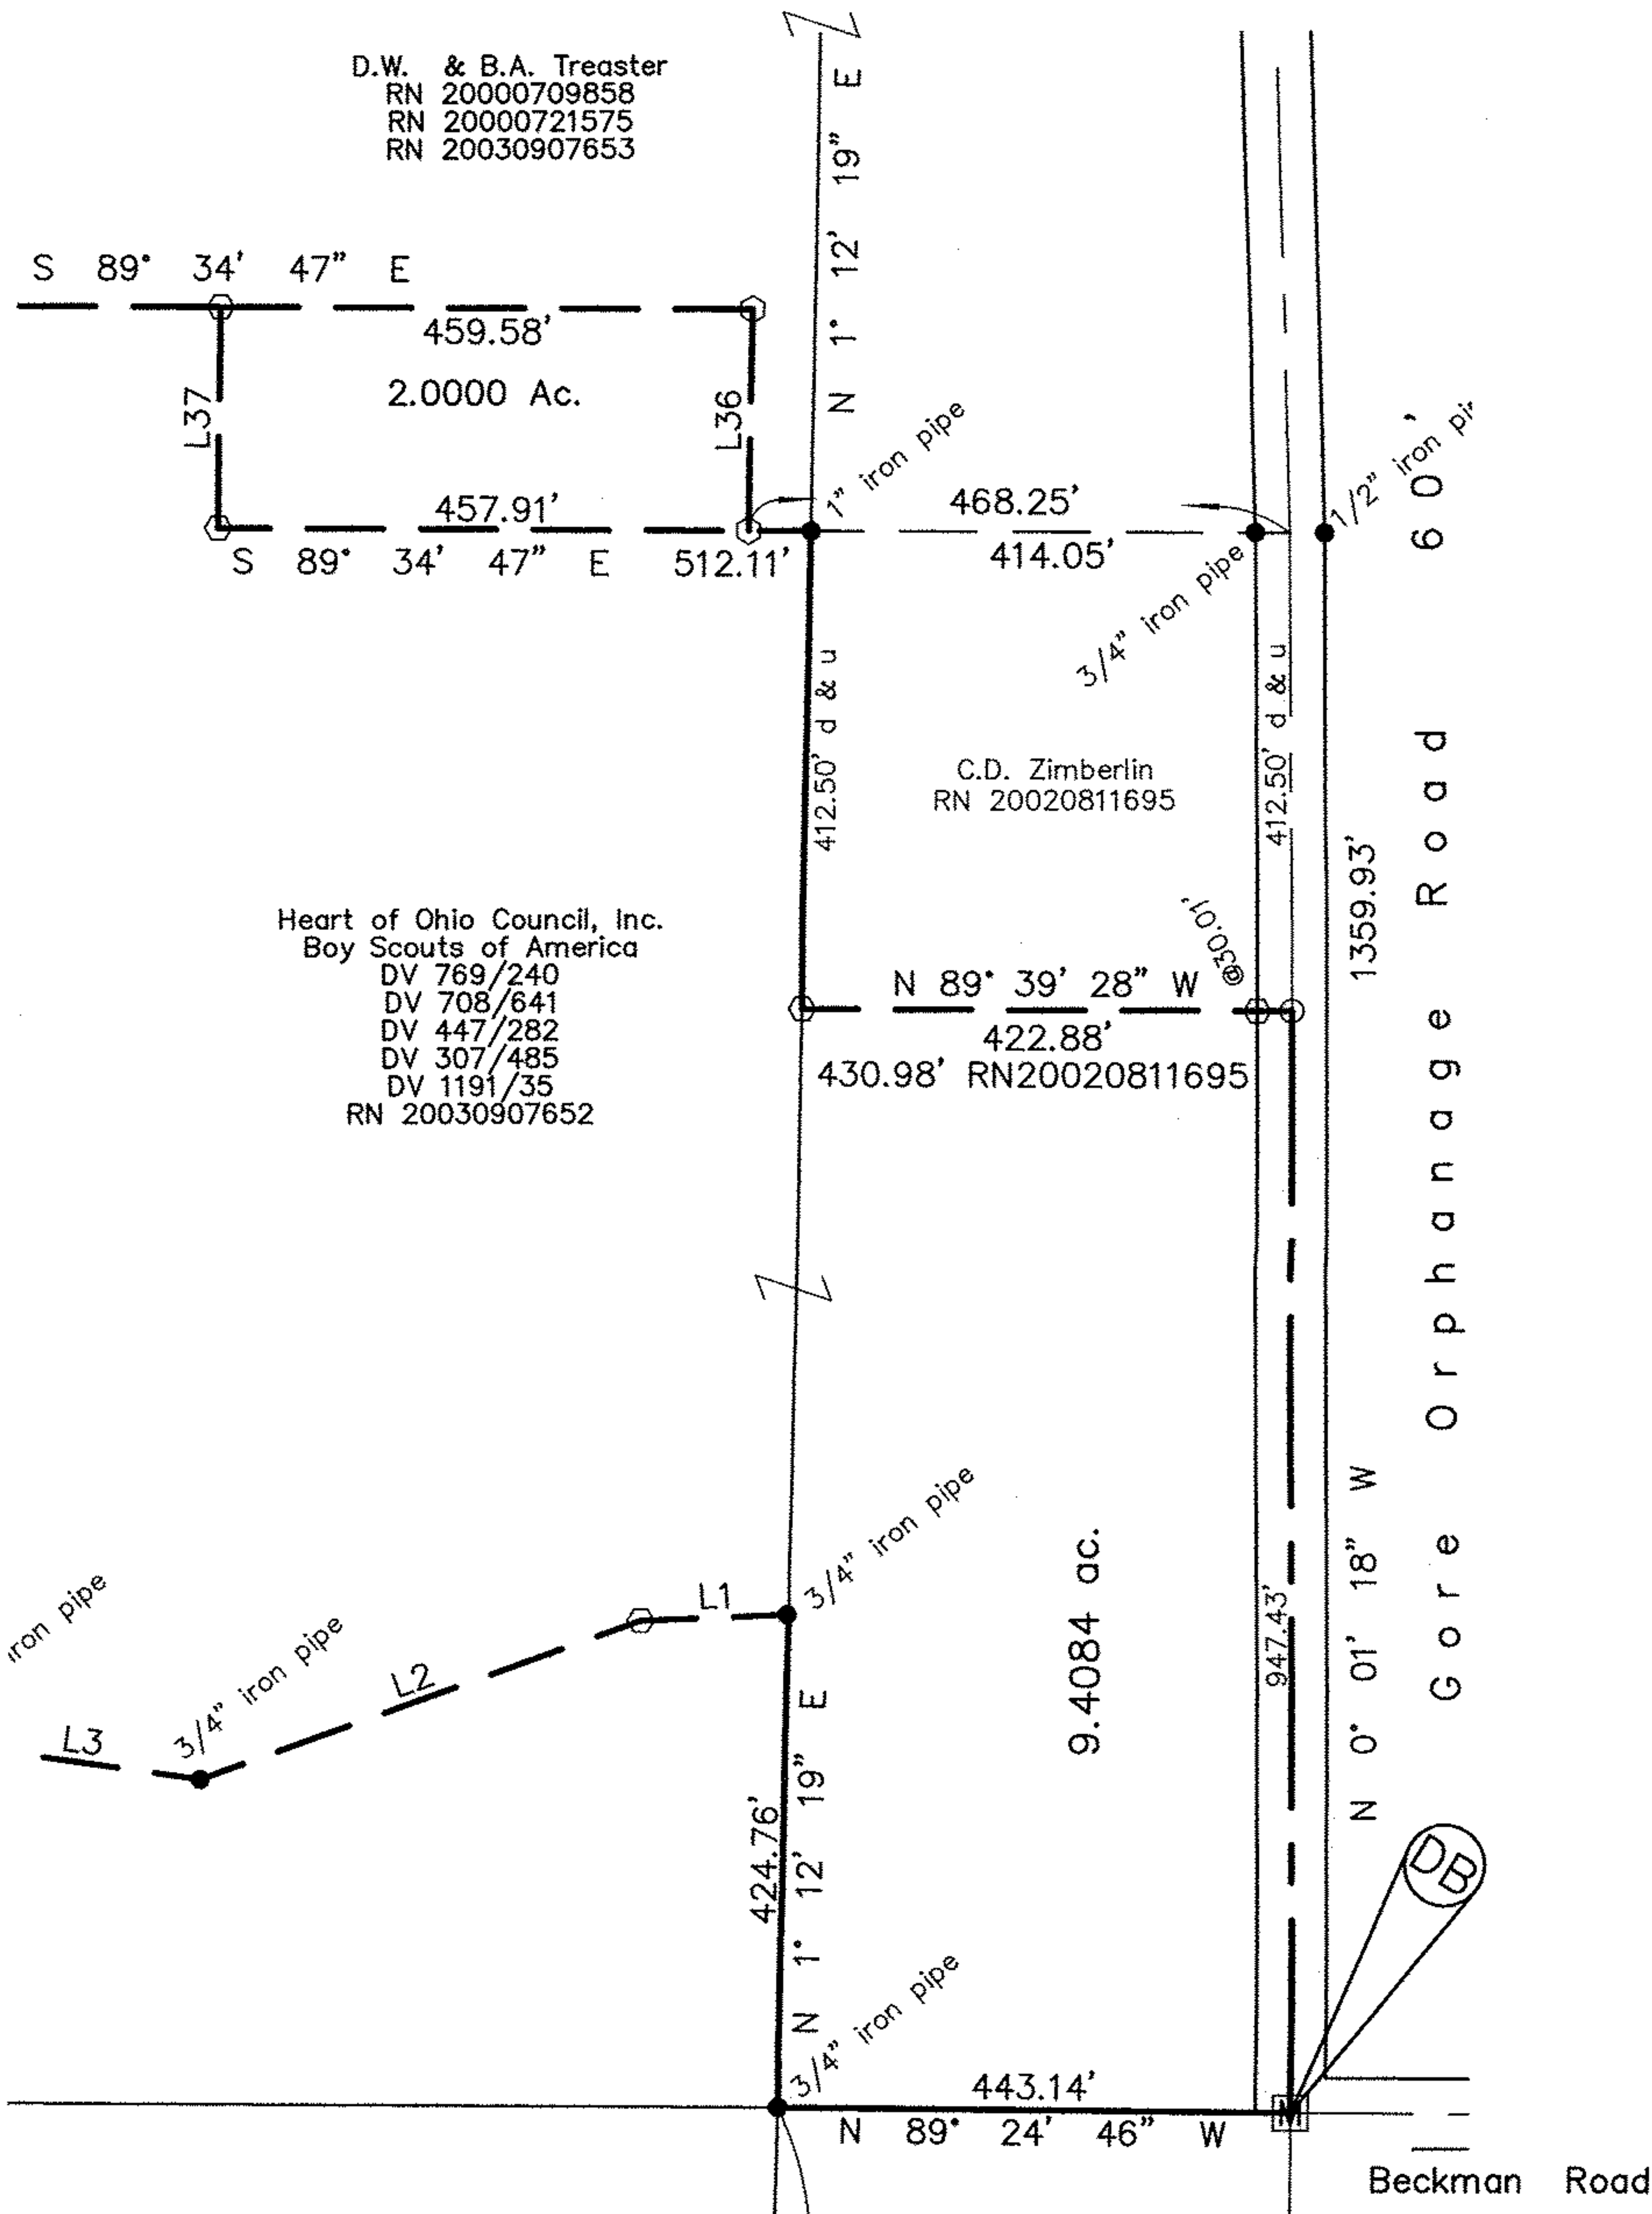 D.W. & B.A. Treaster
RN 20000709858
RN 20000721575
RN 20030907653
N 1° 12' 19" E
S 89° 34' 47" E
459.58'
2.0000 Ac.
L37
L36
1" iron pipe
457.91'
S 89° 34' 47" E 512.11'
468.25'
414.05'
3/4" iron pipe
1/2" iron
60'
412.50' d & u
412.50' d & u
C.D. Zimberlin
RN 20020811695
Gore Orphanage Road
1359.93'
@30.01'
Heart of Ohio Council, Inc.
Boy Scouts of America
DV 769/240
DV 708/641
DV 447/282
DV 307/485
DV 1191/35
RN 20030907652
N 89° 39' 28" W
422.88'
430.98' RN20020811695
3/4" iron pipe
L1
L2
L3
iron pipe
3/4" iron pipe
9.4084 ac.
947.43'
N 0° 01' 18" W
424.76'
N 1° 12' 19" E
3/4" iron pipe
DB
443.14'
N 89° 24' 46" W
M
Beckman Road